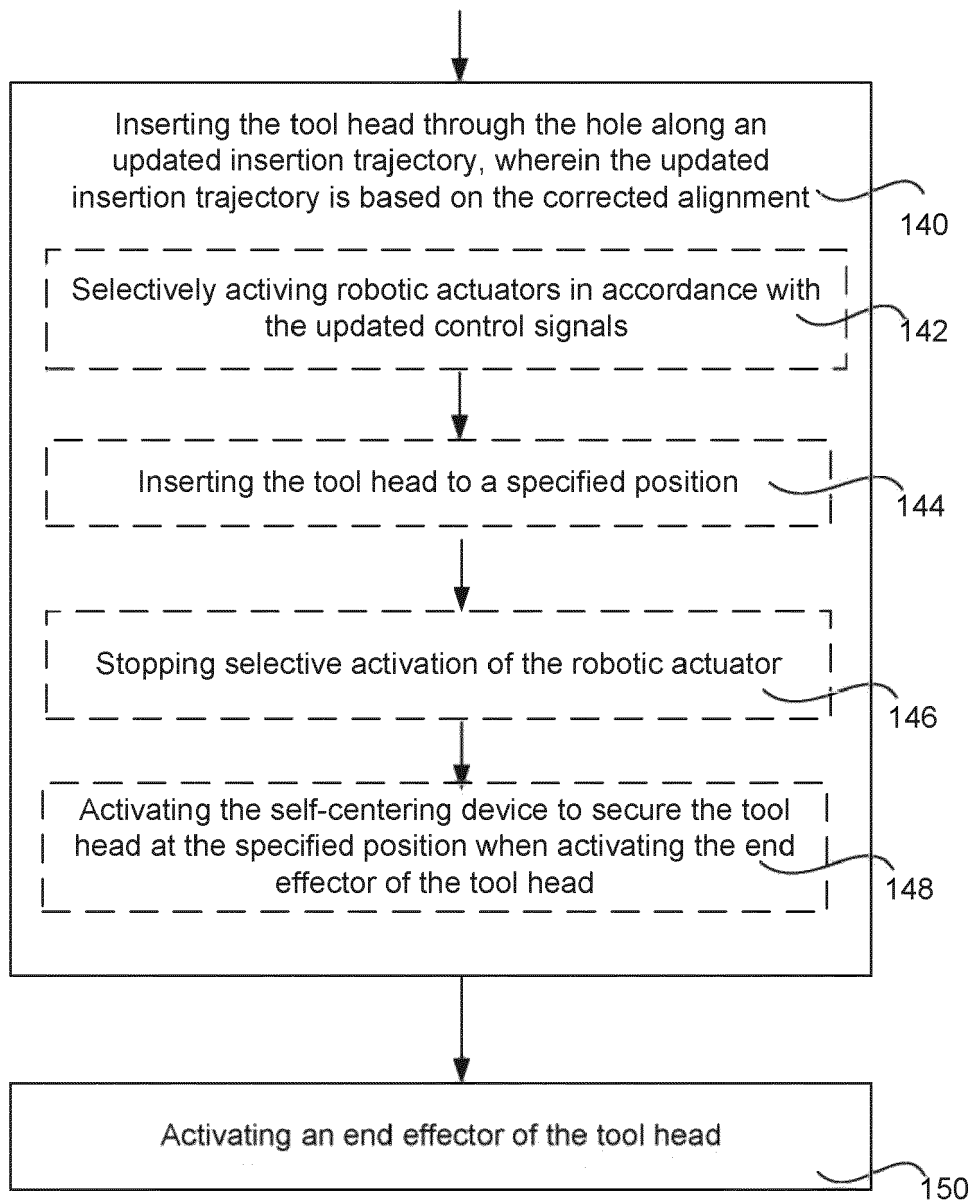 Inserting the tool head through the hole along an
updated insertion trajectory, wherein the updated
insertion trajectory is based on the corrected alignment
140
Selectively activing robotic actuators in accordance with
the updated control signals
142
Inserting the tool head to a specified position
144
Stopping selective activation of the robotic actuator
146
Activating the self-centering device to secure the tool
head at the specified position when activating the end
effector of the tool head
148
Activating an end effector of the tool head
150